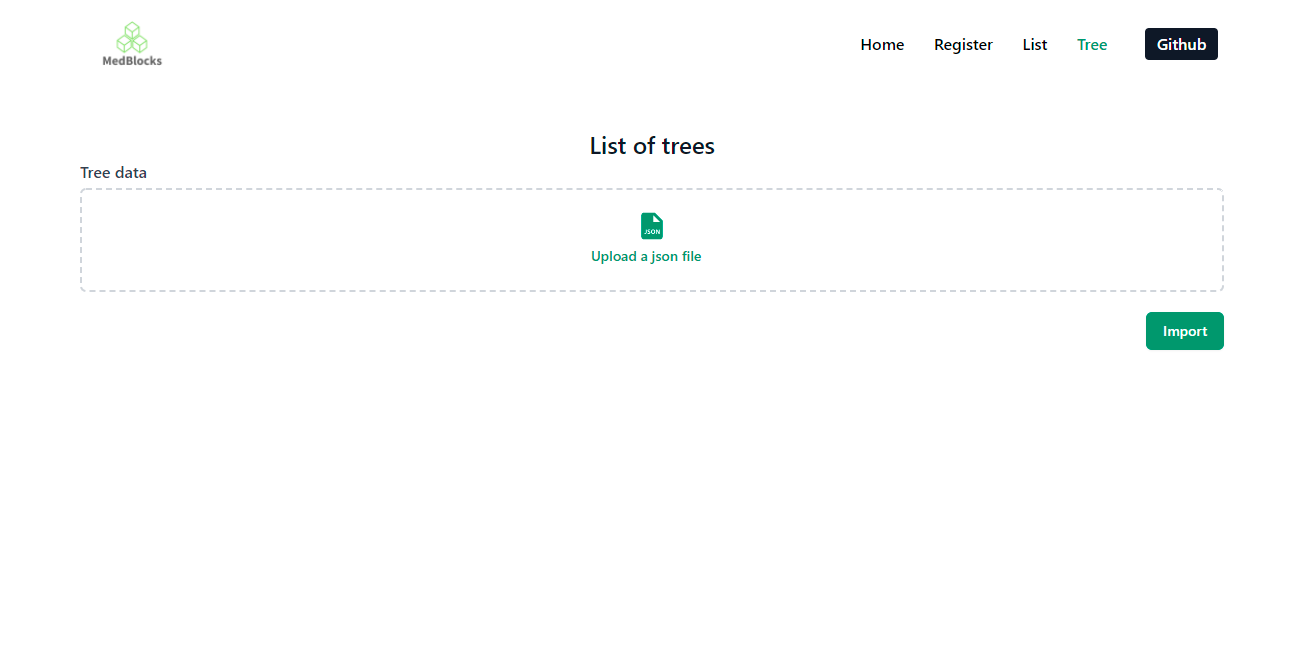 MedBlocks
Home Register List Tree Github
List of trees
Tree data
JSON
Upload a json file
Import